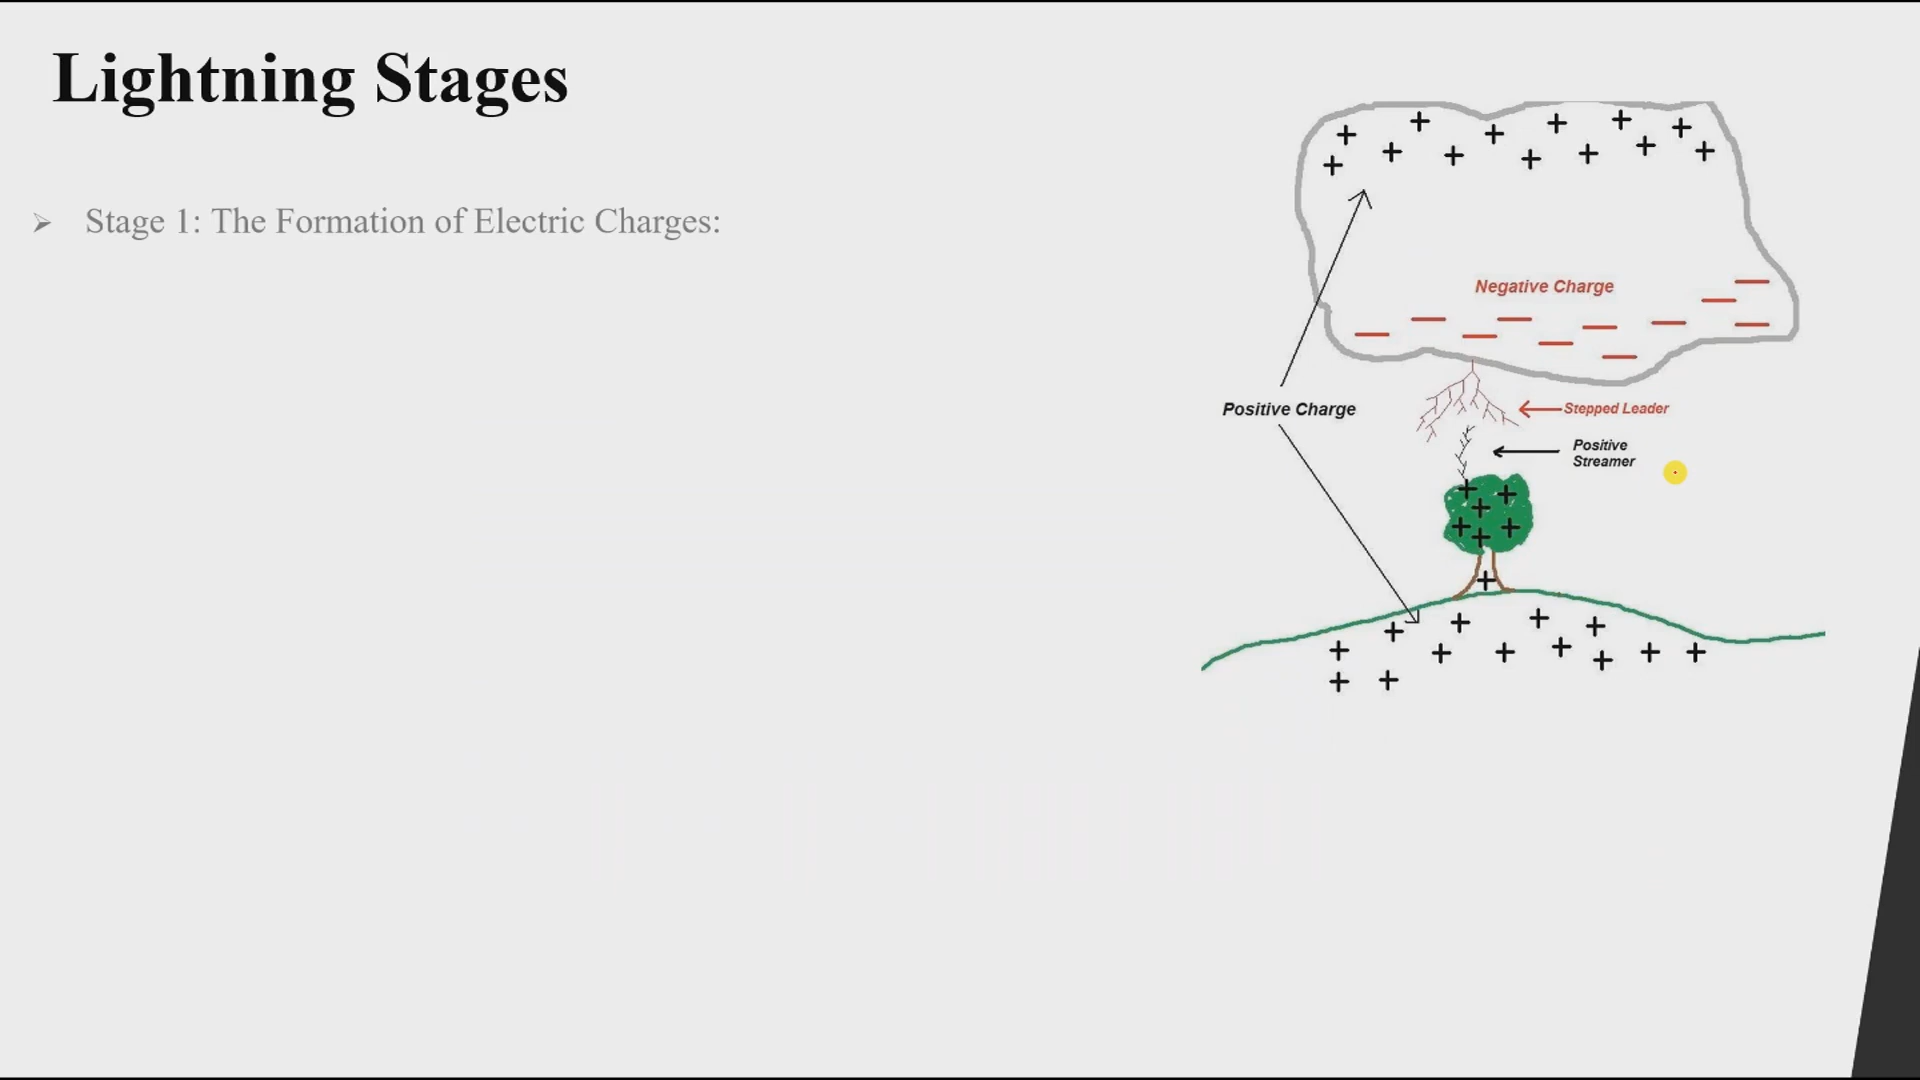 Lightning Stages
Stage 1: The Formation of Electric Charges:
Negative Charge
Positive Charge
Stepped Leader
Positive
Streamer